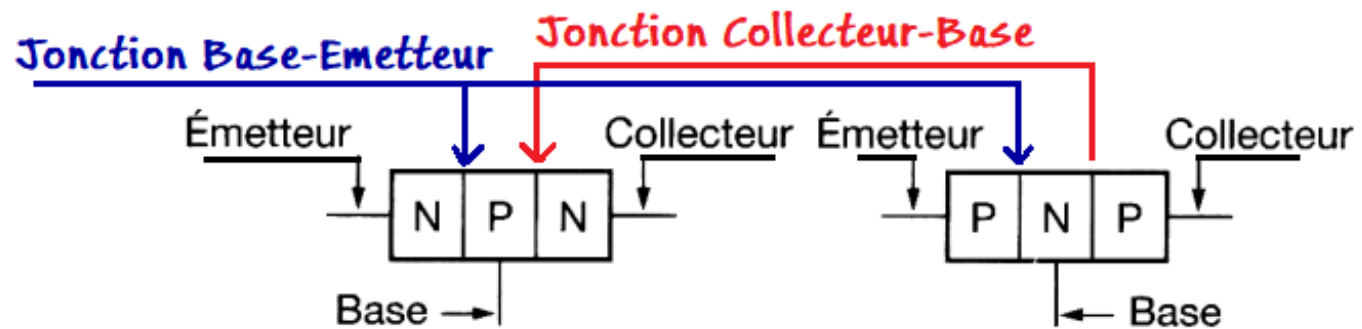 Jonction Collecteur-Base
Jonction Base-Emetteur
Émetteur Collecteur Émetteur Collecteur
N P N P N P
Base Base